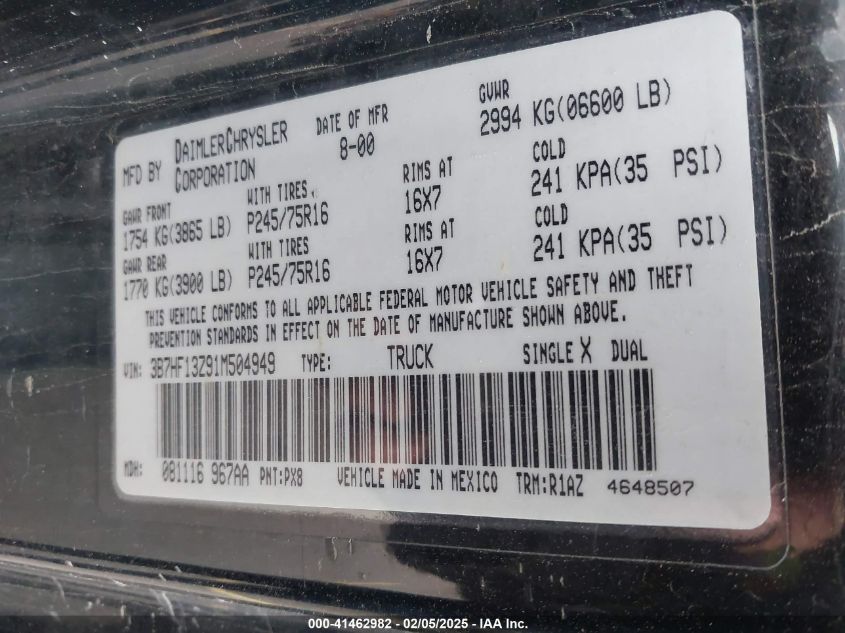 MFD BY DAIMLERCHRYSLER CORPORATION DATE OF MFR 8-00 GVWR 2994 KG(06600 LB)
GAWR FRONT WITH TIRES RIMS AT COLD
1754 KG(3865 LB) P245/75R16 16X7 241 KPA(35 PSI)
GAWR REAR WITH TIRES RIMS AT COLD
1770 KG(3900 LB) P245/75R16 16X7 241 KPA(35 PSI)
THIS VEHICLE CONFORMS TO ALL APPLICABLE FEDERAL MOTOR VEHICLE SAFETY AND THEFT
PREVENTION STANDARDS IN EFFECT ON THE DATE OF MANUFACTURE SHOWN ABOVE.
VIN: 3B7HF13Z91M504949 TYPE: TRUCK SINGLE X DUAL
MDH: 081116 967AA PNT:PX8 VEHICLE MADE IN MEXICO TRM:R1AZ 4648507
000-41462982 / 02/05/2025 - IAA Inc.